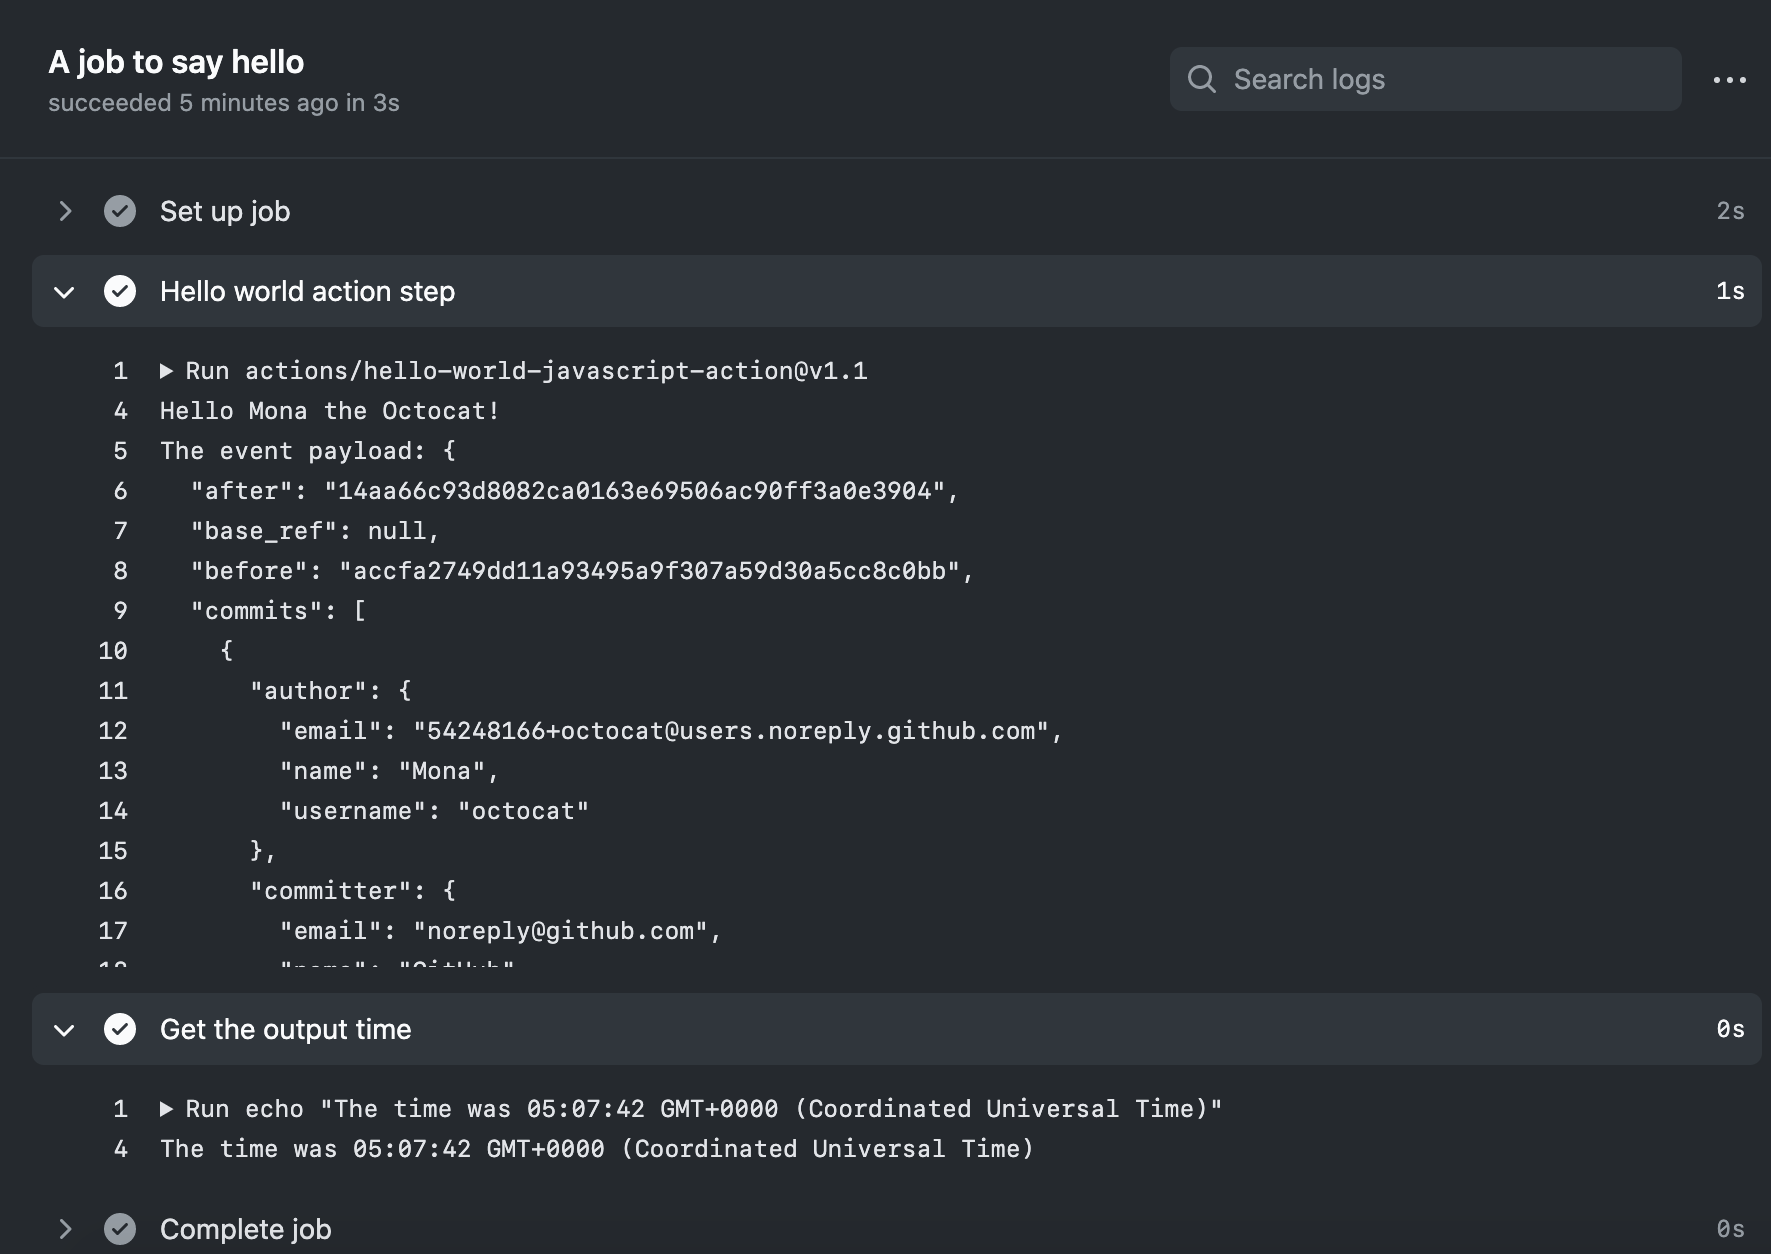 A job to say hello
succeeded 5 minutes ago in 3s
Search logs
Set up job 2s
Hello world action step 1s
1 Run actions/hello-world-javascript-action@v1.1
4 Hello Mona the Octocat!
5 The event payload: {
6 "after": "14aa66c93d8082ca0163e69506ac90ff3a0e3904",
7 "base_ref": null,
8 "before": "accfa2749dd11a93495a9f307a59d30a5cc8c0bb",
9 "commits": [
10 {
11 "author": {
12 "email": "54248166+octocat@users.noreply.github.com",
13 "name": "Mona",
14 "username": "octocat"
15 },
16 "committer": {
17 "email": "noreply@github.com",
Get the output time 0s
1 Run echo "The time was 05:07:42 GMT+0000 (Coordinated Universal Time)"
4 The time was 05:07:42 GMT+0000 (Coordinated Universal Time)
Complete job 0s